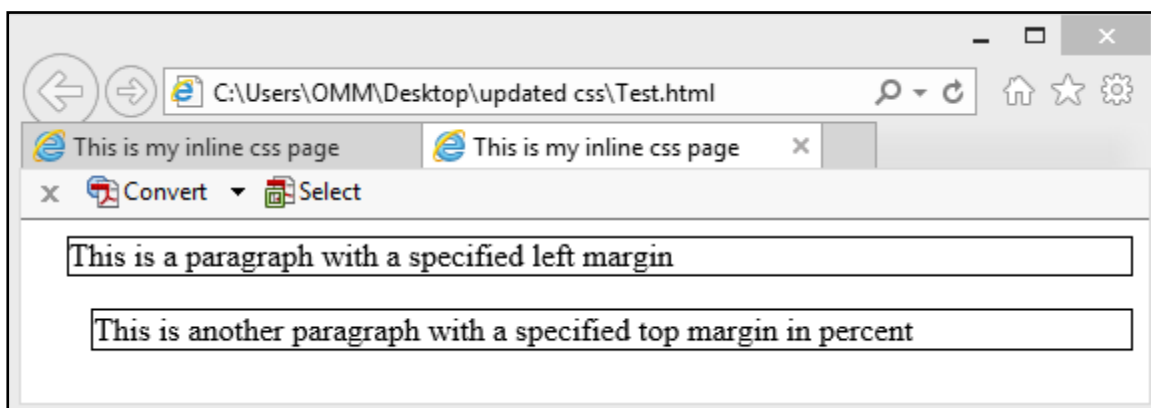 C:\Users\OMM\Desktop\updated css\Test.html
This is my inline css page
This is my inline css page
Convert
Select
This is a paragraph with a specified left margin
This is another paragraph with a specified top margin in percent